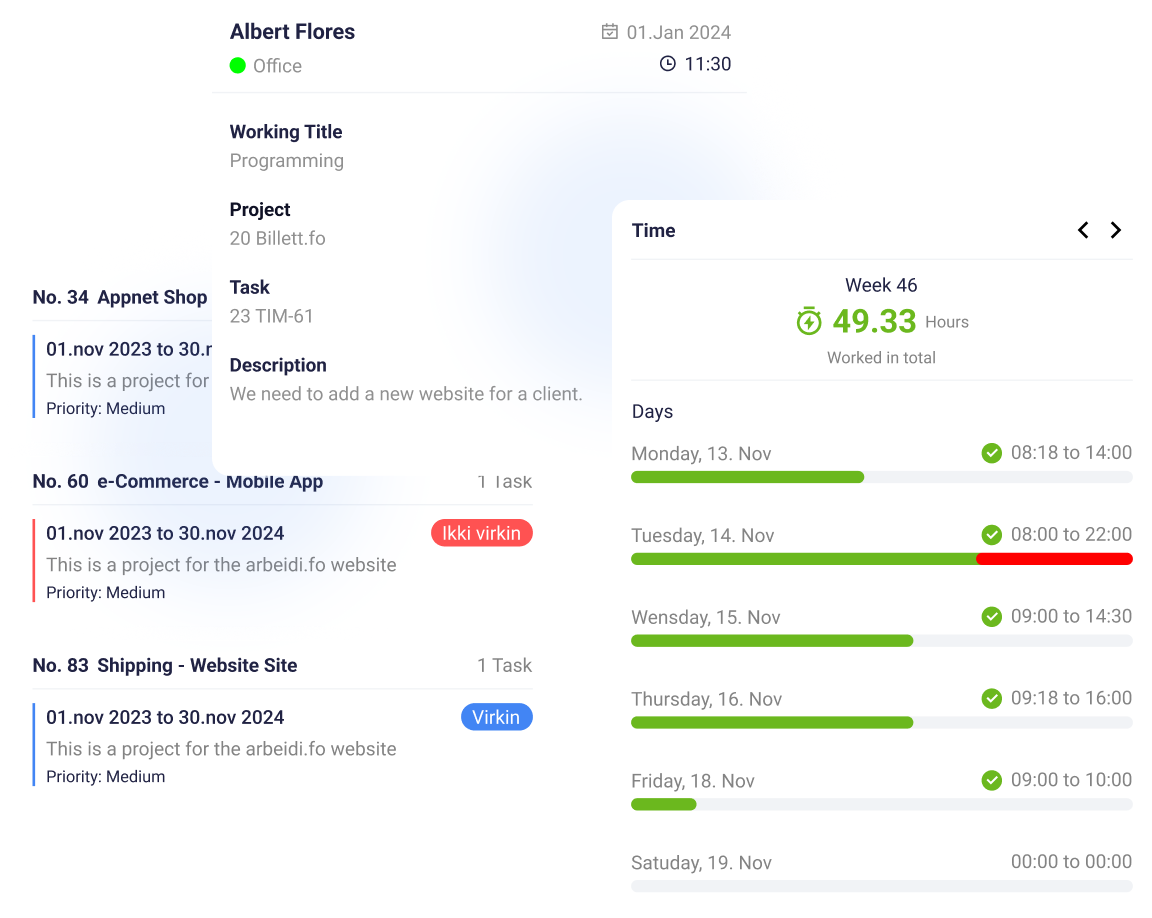 Albert Flores
01.Jan 2024
Office
11:30
Working Title
Programming
Project
20 Billett.fo
Task
23 TIM-61
Description
We need to add a new website for a client.
No. 34 Appnet Shop
01.nov 2023 to 30.n
This is a project for
Priority: Medium
No. 60 e-Commerce - Mobile App
1 Task
01.nov 2023 to 30.nov 2024
Ikki virkin
This is a project for the arbeidi.fo website
Priority: Medium
No. 83 Shipping - Website Site
1 Task
01.nov 2023 to 30.nov 2024
Virkin
This is a project for the arbeidi.fo website
Priority: Medium
Time
Week 46
49.33 Hours
Worked in total
Days
Monday, 13. Nov
08:18 to 14:00
Tuesday, 14. Nov
08:00 to 22:00
Wensday, 15. Nov
09:00 to 14:30
Thursday, 16. Nov
09:18 to 16:00
Friday, 18. Nov
09:00 to 10:00
Satuday, 19. Nov
00:00 to 00:00